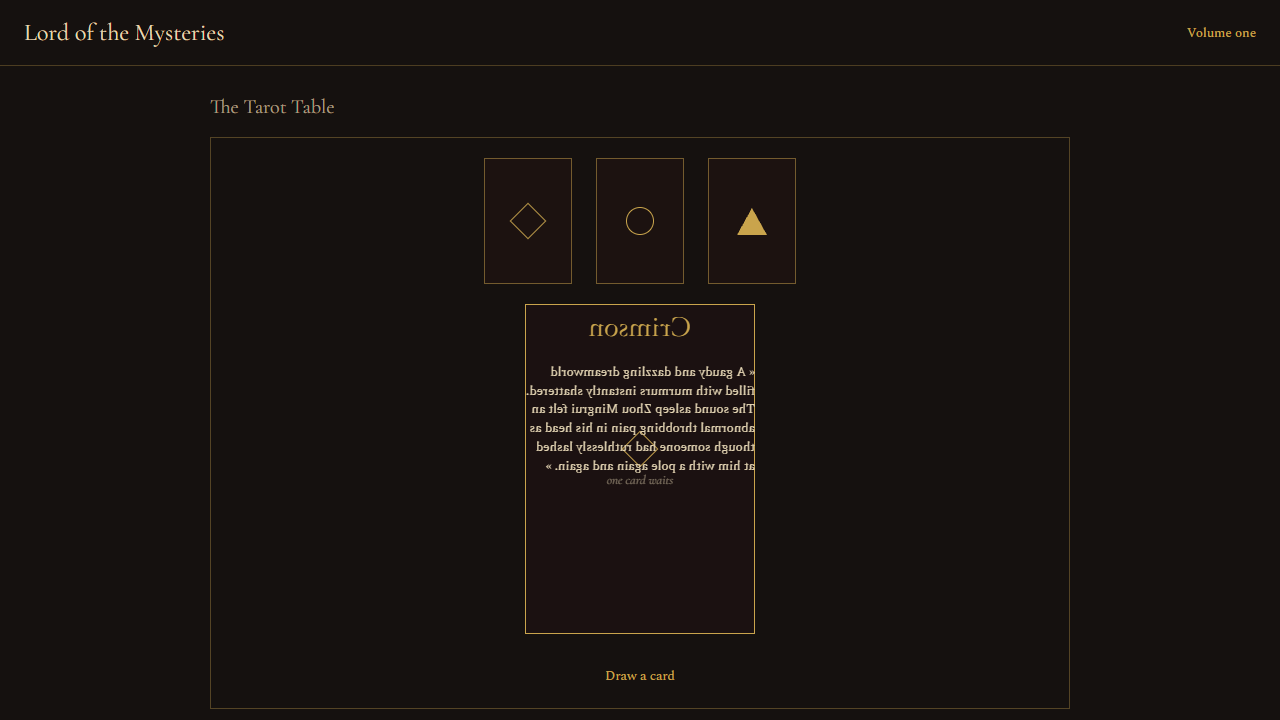 Lord of the Mysteries
Volume one
The Tarot Table
Crimson
« A gaudy and dazzling dreamworld
filled with murmurs instantly shattered.
The sound asleep Zhou Mingrui felt an
abnormal throbbing pain in his head as
though someone had ruthlessly lashed
at him with a pole again and again. »
one card waits
Draw a card